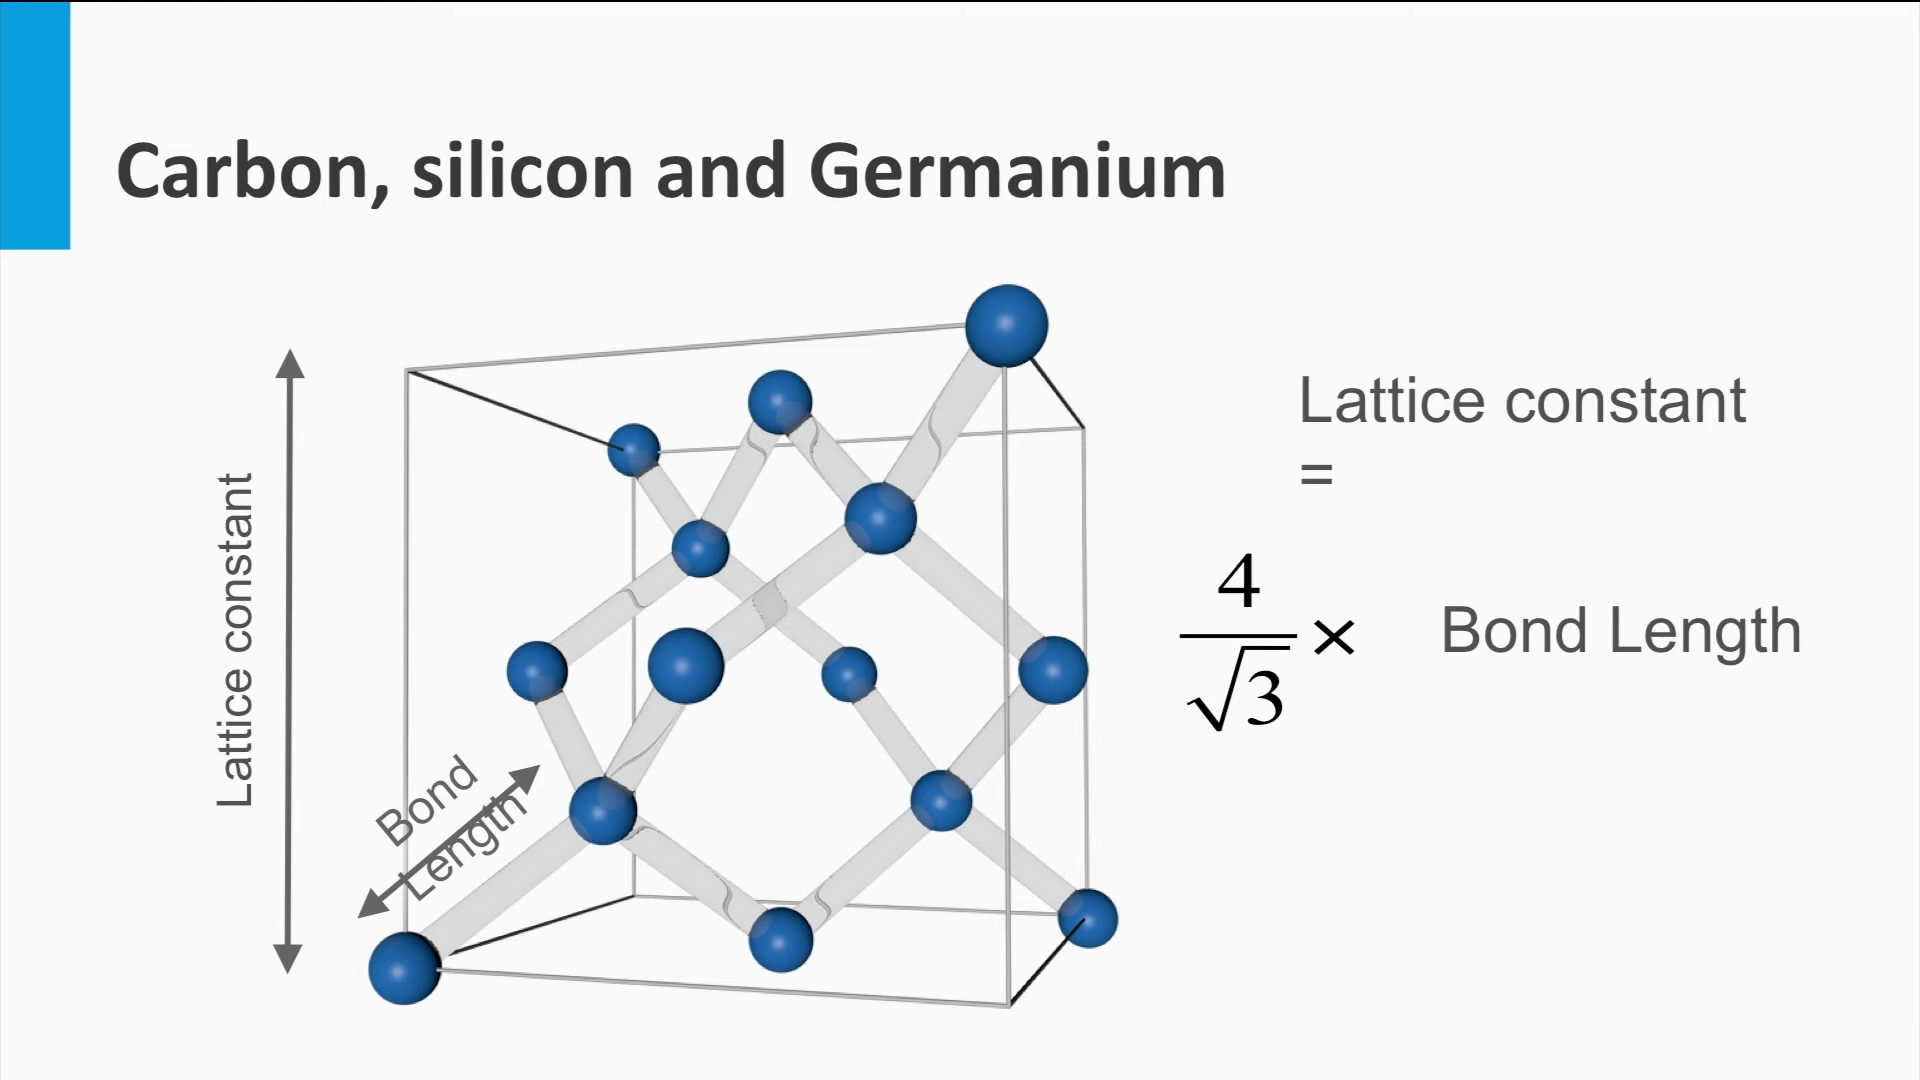 Carbon, silicon and Germanium
Lattice constant
Bond
Length
Lattice constant
=
4
√3
× Bond Length